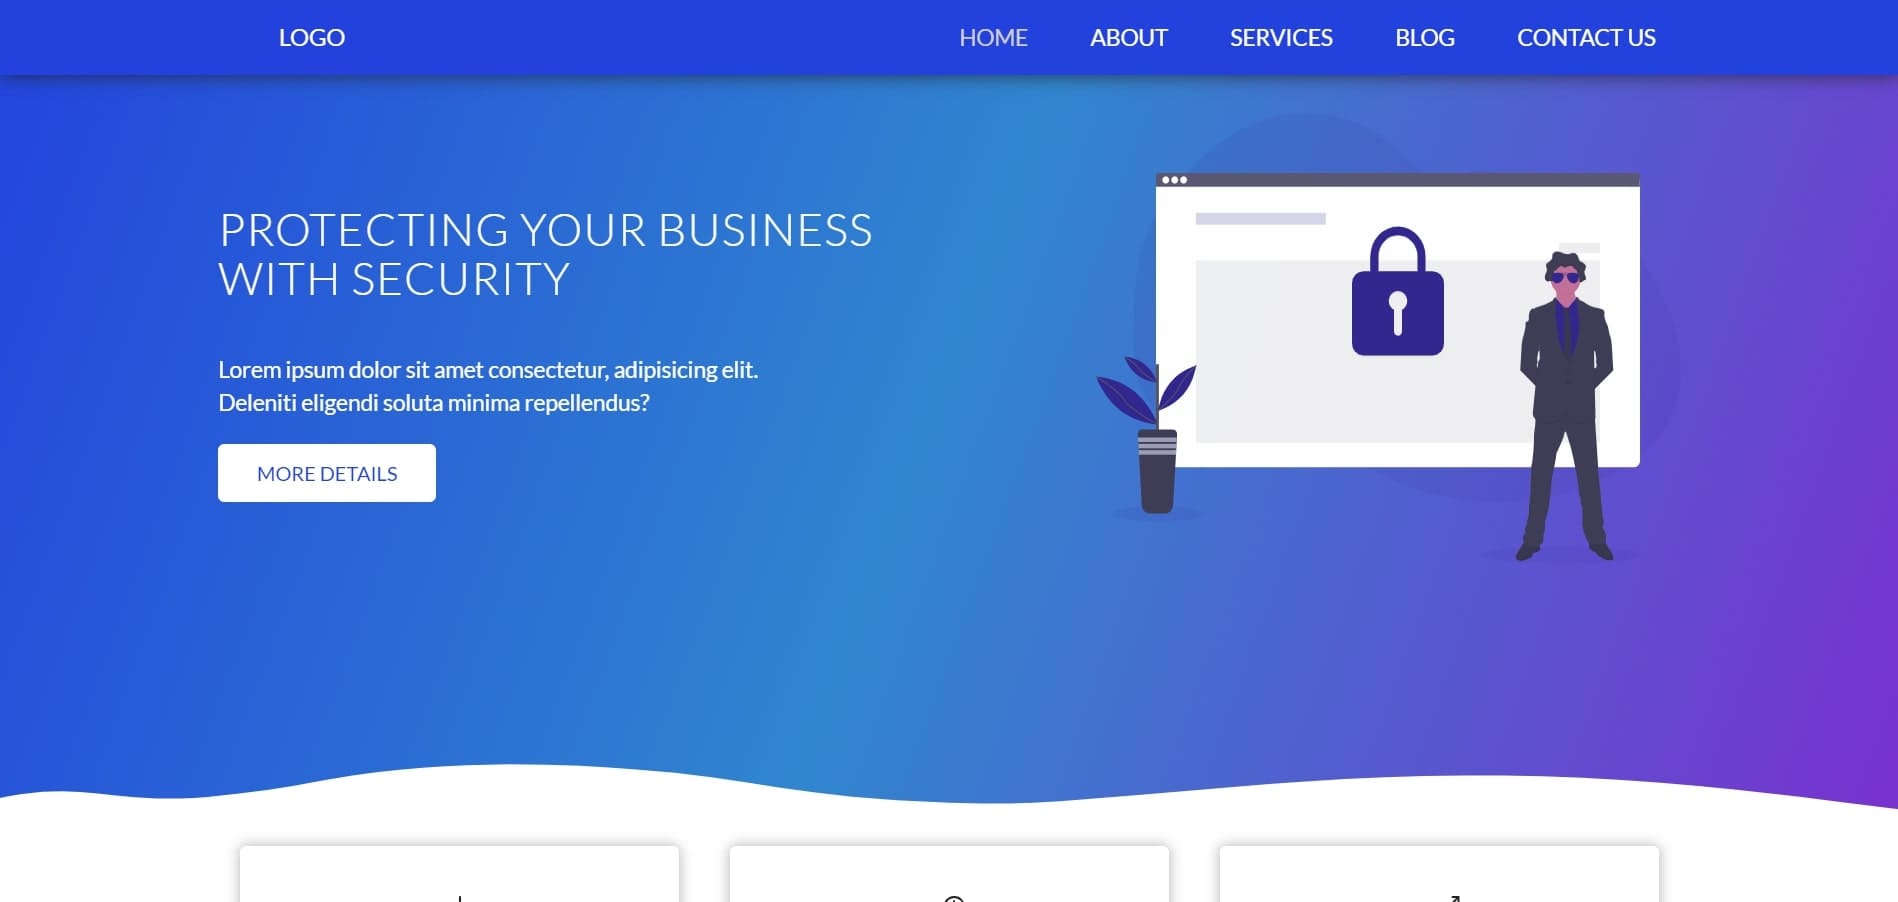 LOGO
HOME
ABOUT
SERVICES
BLOG
CONTACT US
PROTECTING YOUR BUSINESS
WITH SECURITY
Lorem ipsum dolor sit amet consectetur, adipisicing elit.
Deleniti eligendi soluta minima repellendus?
MORE DETAILS